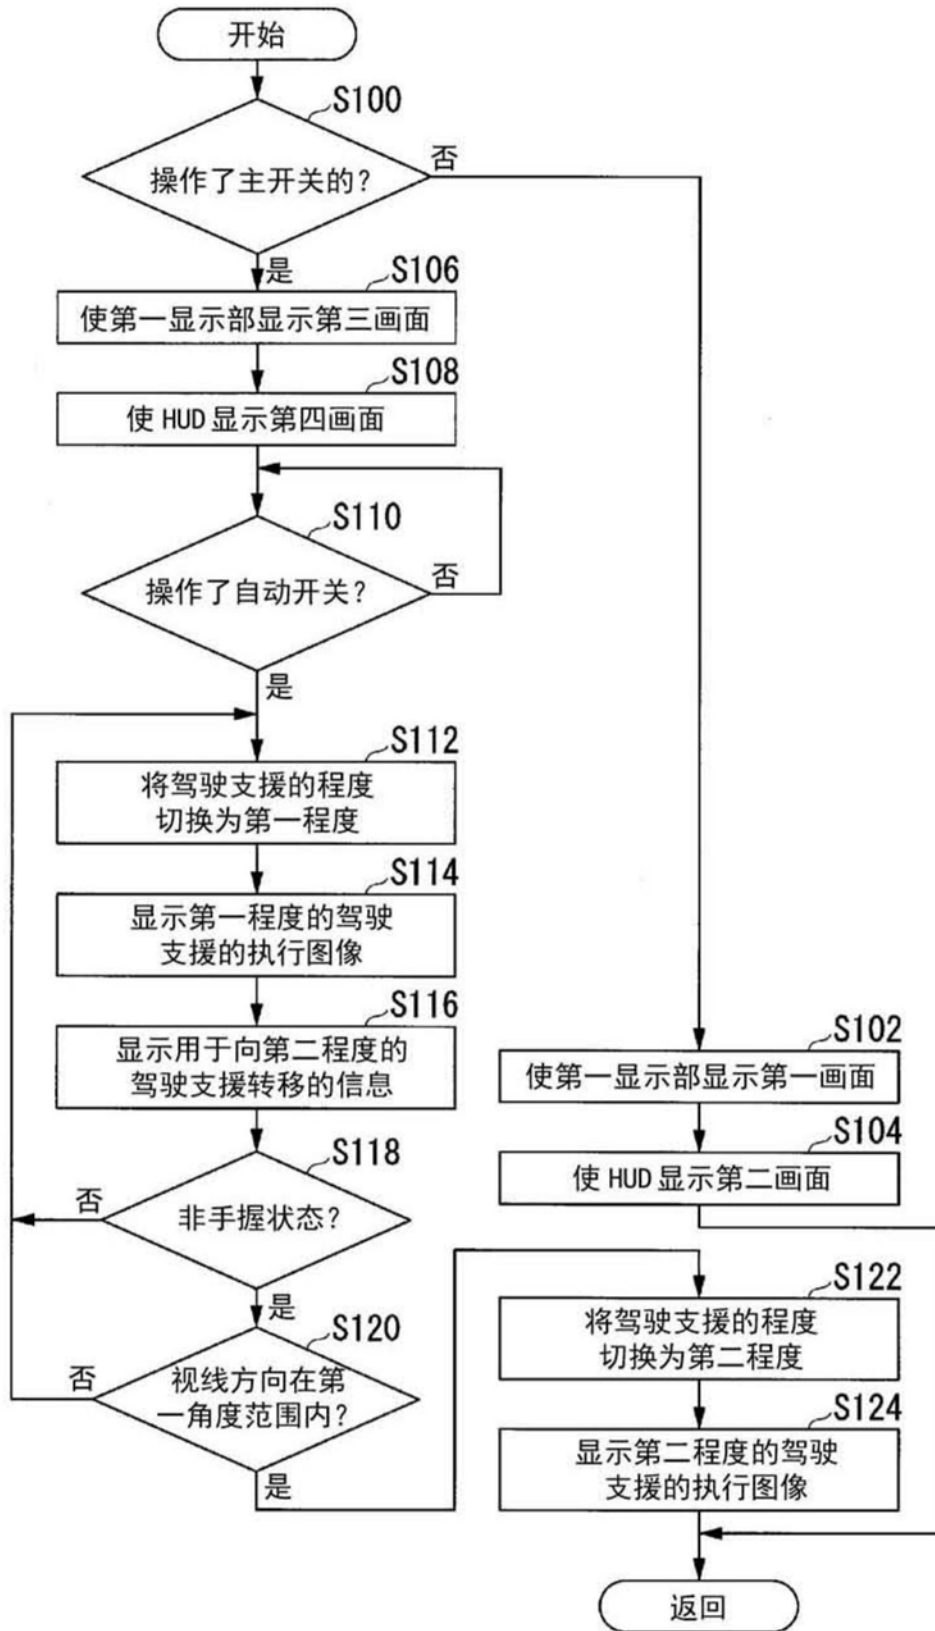 开始
S100
操作了主开关的？
否
是
S106
使第一显示部显示第三画面
S108
使 HUD 显示第四画面
S110
操作了自动开关？
否
是
S112
将驾驶支援的程度
切换为第一程度
S114
显示第一程度的驾驶
支援的执行图像
S116
显示用于向第二程度的
驾驶支援转移的信息
S118
非手握状态？
否
是
S120
视线方向在第
一角度范围内？
否
是
S102
使第一显示部显示第一画面
S104
使 HUD 显示第二画面
S122
将驾驶支援的程度
切换为第二程度
S124
显示第二程度的驾驶
支援的执行图像
返回